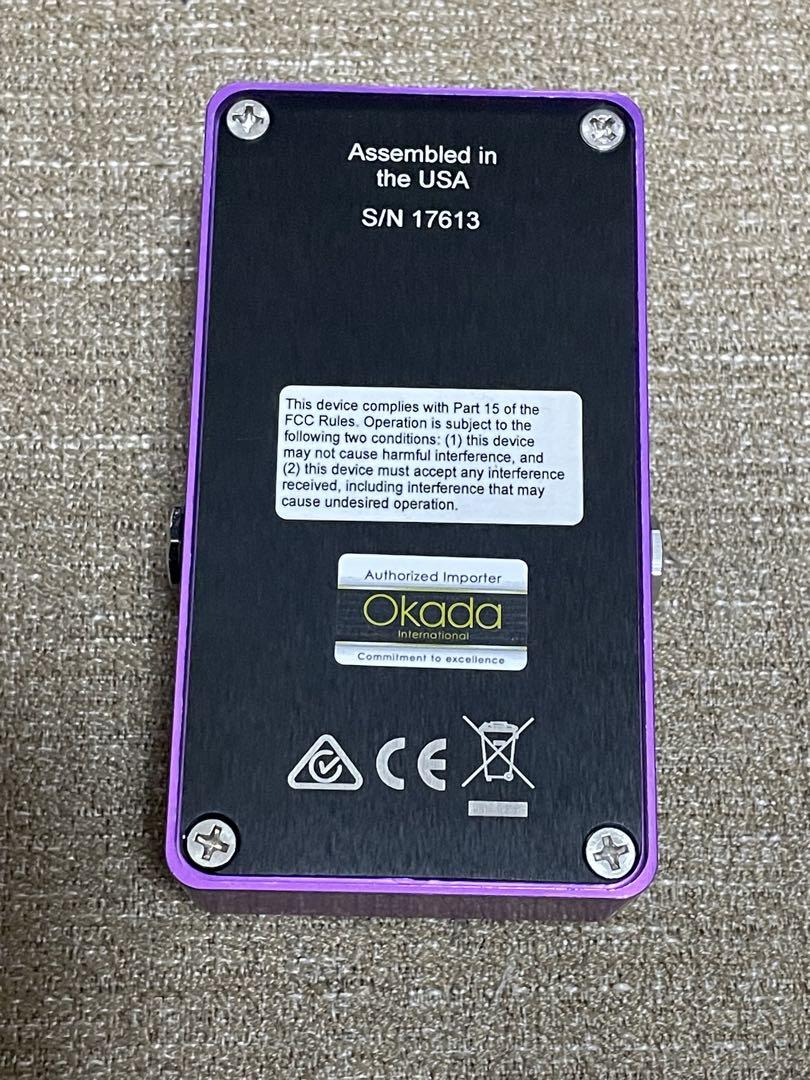 Assembled in
the USA
S/N 17613
This device complies with Part 15 of the
FCC Rules. Operation is subject to the
following two conditions: (1) this device
may not cause harmful interference, and
(2) this device must accept any interference
received, including interference that may
cause undesired operation.
Authorized Importer
Okada
International
Commitment to excellence
CE